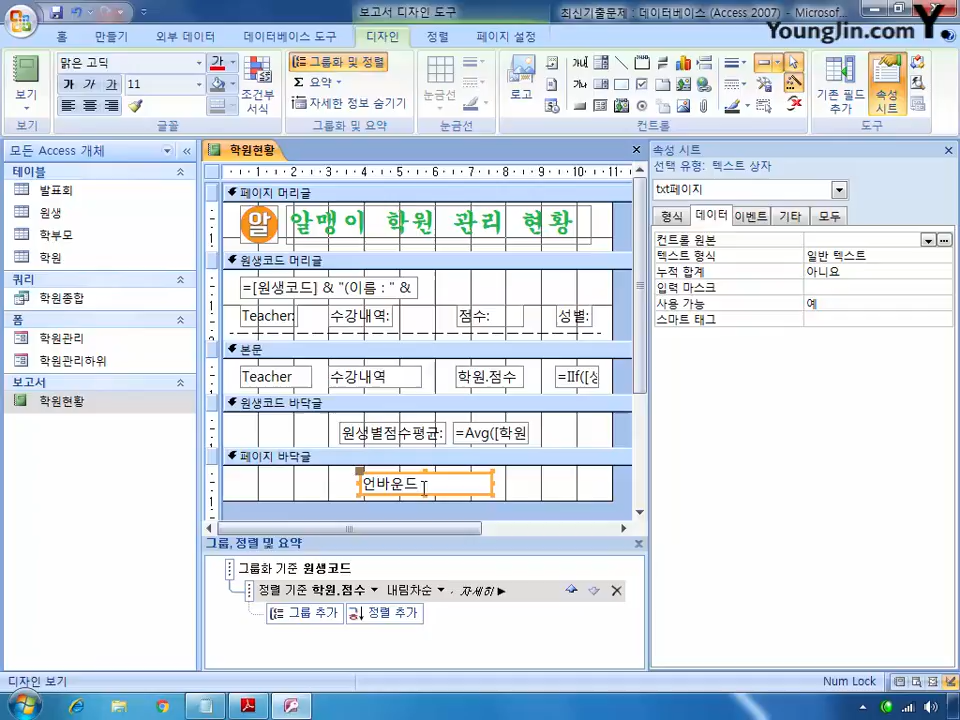 보고서 디자인 도구
최신기출문제 : 데이터베이스 (Access 2007) - Microsof...
YoungJin.com Y
홈 만들기 외부 데이터 데이터베이스 도구 디자인 정렬 페이지 설정
맑은 고딕
가
가 가 가 11
보기
조건부 서식
그룹화 및 정렬
Σ 요약
자세한 정보 숨기기
눈금선
로고
기존 필드 추가
속성 시트
보기 글꼴 그룹화 및 요약 눈금선 컨트롤 도구
모든 Access 개체
테이블
발표회
원생
학부모
학원
쿼리
학원종합
폼
학원관리
학원관리하위
보고서
학원현황
학원현황
1 2 3 4 5 6 7 8 9 10 11
페이지 머리글
알 알맹이 학원 관리 현황
원생코드 머리글
=[원생코드] & "(이름 : " &
Teacher: 수강내역: 점수: 성별:
본문
Teacher 수강내역 학원.점수 =IIf([성
원생코드 바닥글
원생별점수평균: =Avg([학원
페이지 바닥글
언바운드
그룹, 정렬 및 요약
그룹화 기준 원생코드
정렬 기준 학원.점수 내림차순 , 자세히
그룹 추가 정렬 추가
속성 시트
선택 유형: 텍스트 상자
txt페이지
형식 데이터 이벤트 기타 모두
컨트롤 원본
텍스트 형식 일반 텍스트
누적 합계 아니요
입력 마스크
사용 가능 예
스마트 태그
디자인 보기 Num Lock